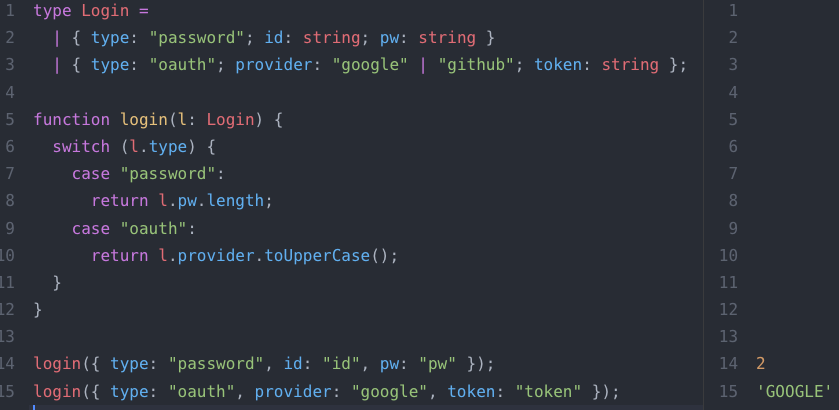 1 type Login =
2   | { type: "password"; id: string; pw: string }
3   | { type: "oauth"; provider: "google" | "github"; token: string };
4
5 function login(l: Login) {
6   switch (l.type) {
7     case "password":
8       return l.pw.length;
9     case "oauth":
10       return l.provider.toUpperCase();
11   }
12 }
13
14 login({ type: "password", id: "id", pw: "pw" });
15 login({ type: "oauth", provider: "google", token: "token" });
1
2
3
4
5
6
7
8
9
10
11
12
13
14 2
15 'GOOGLE'